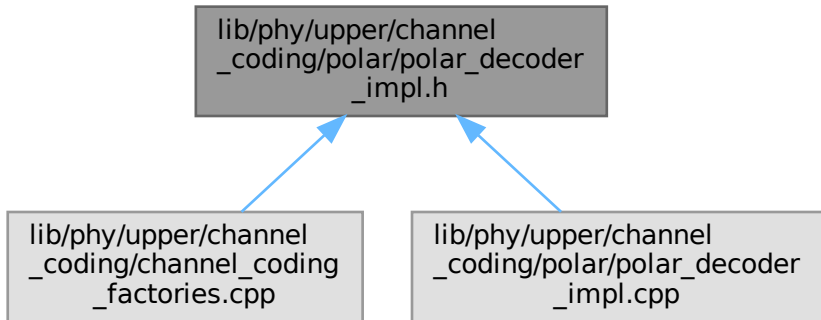 lib/phy/upper/channel
_coding/polar/polar_decoder
_impl.h
lib/phy/upper/channel
_coding/channel_coding
_factories.cpp
lib/phy/upper/channel
_coding/polar/polar_decoder
_impl.cpp